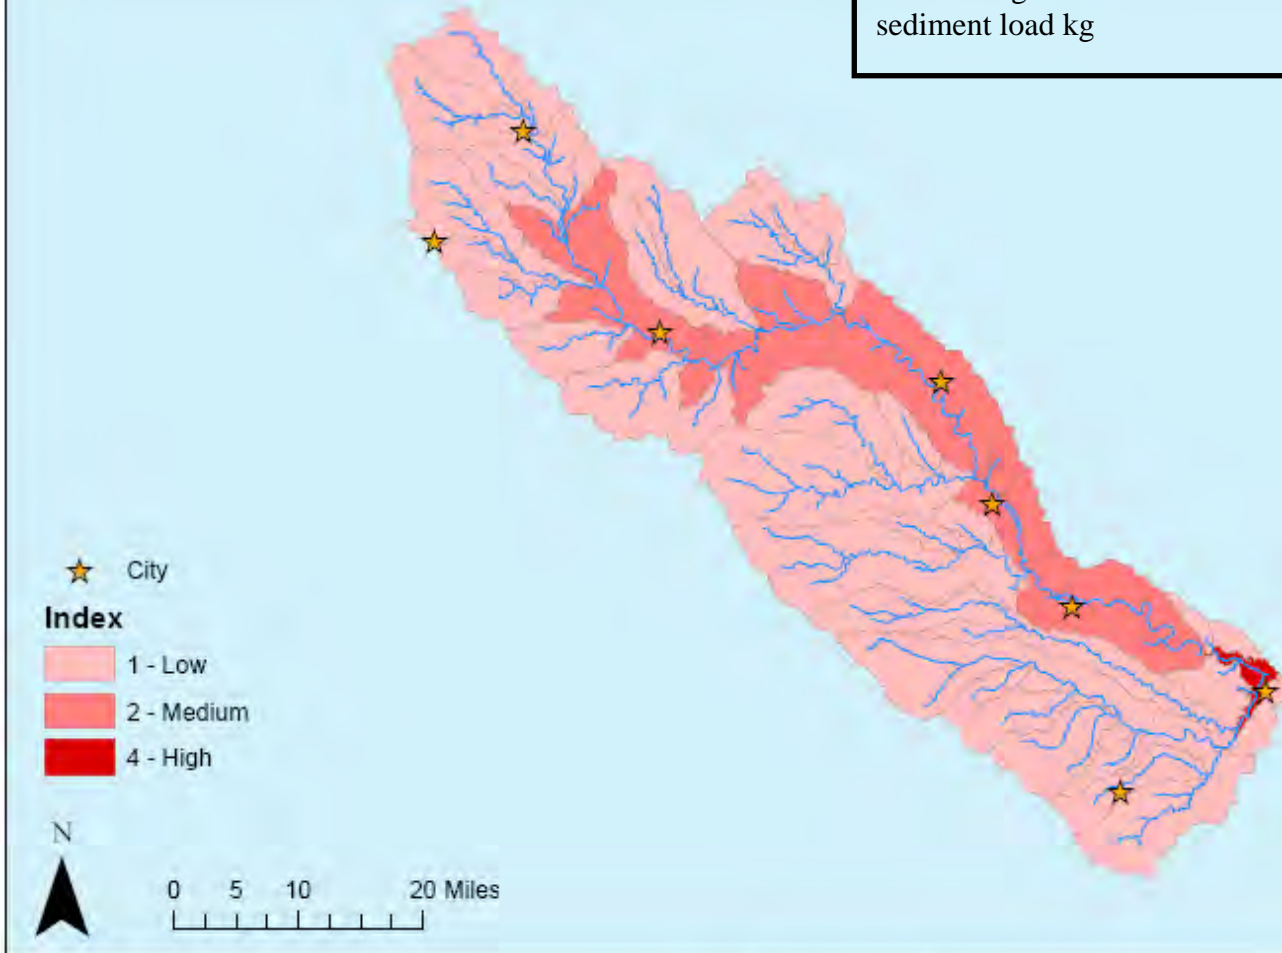 sediment load kg
City
Index
1 - Low
2 - Medium
4 - High
N
0 5 10 20 Miles